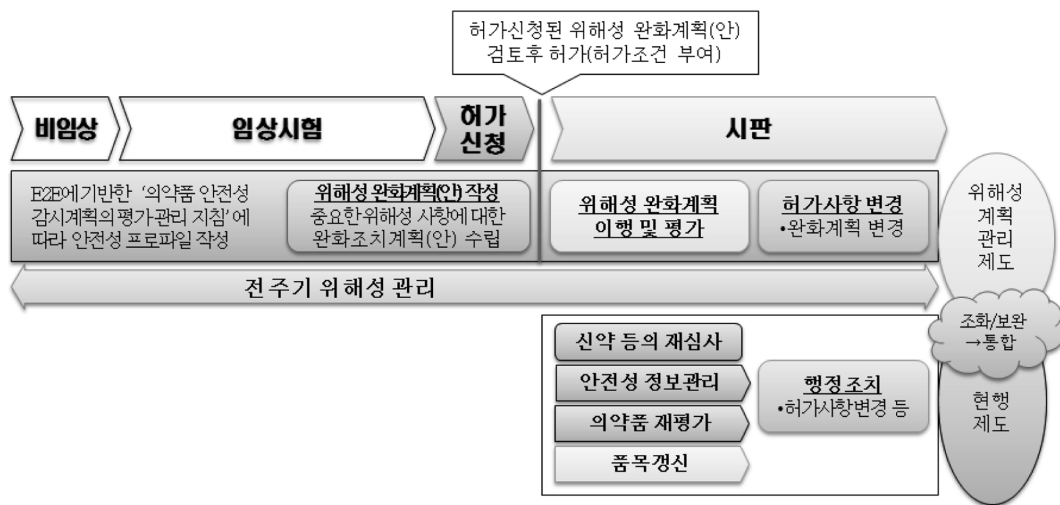 허가신청된 위해성 완화계획(안)
검토후 허가(허가조건 부여)
비임상
임상시험
허가
신청
시판
E2E에기반한 '의약품 안전성
감시계획의 평가·관리 지침'에
따라 안전성 프로파일 작성
위해성 완화계획(안) 작성
중요한위해성 사항에 대한
완화조치계획(안) 수립
위해성 완화계획
이행 및 평가
허가사항 변경
•완화계획 변경
위해성
계획
관리
제도
전주기 위해성 관리
조화/보완
→통합
신약 등의 재심사
안전성 정보관리
의약품 재평가
품목갱신
행정조치
•허가사항변경 등
현행
제도